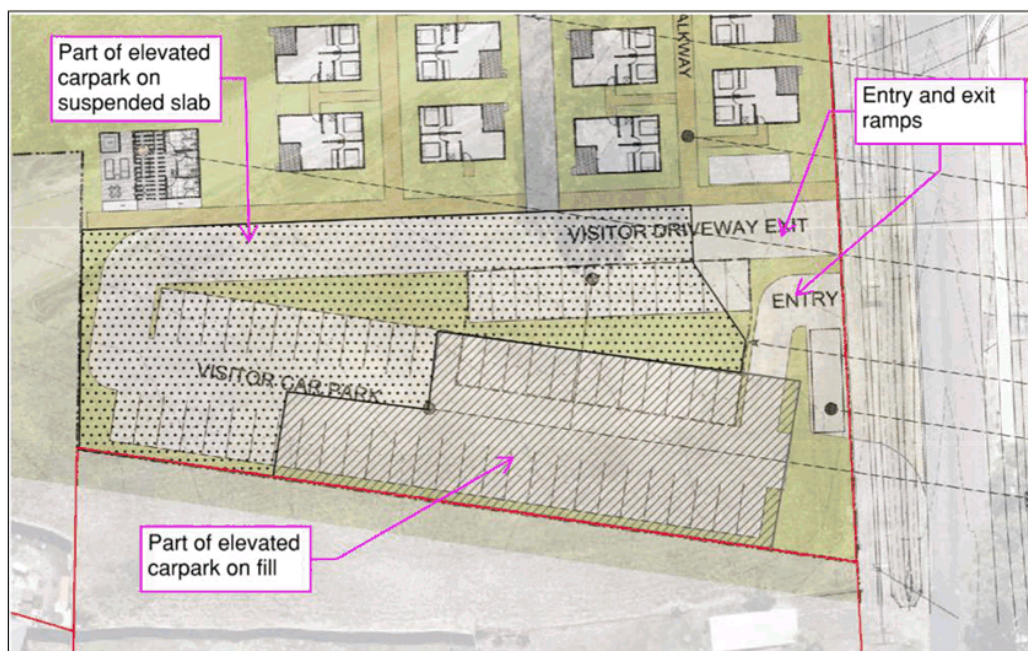 Part of elevated
carpark on
suspended slab
ALKWAY
Entry and exit
ramps
VISITOR DRIVEWAY EXIT
ENTRY
VISITOR CAR PARK
Part of elevated
carpark on fill